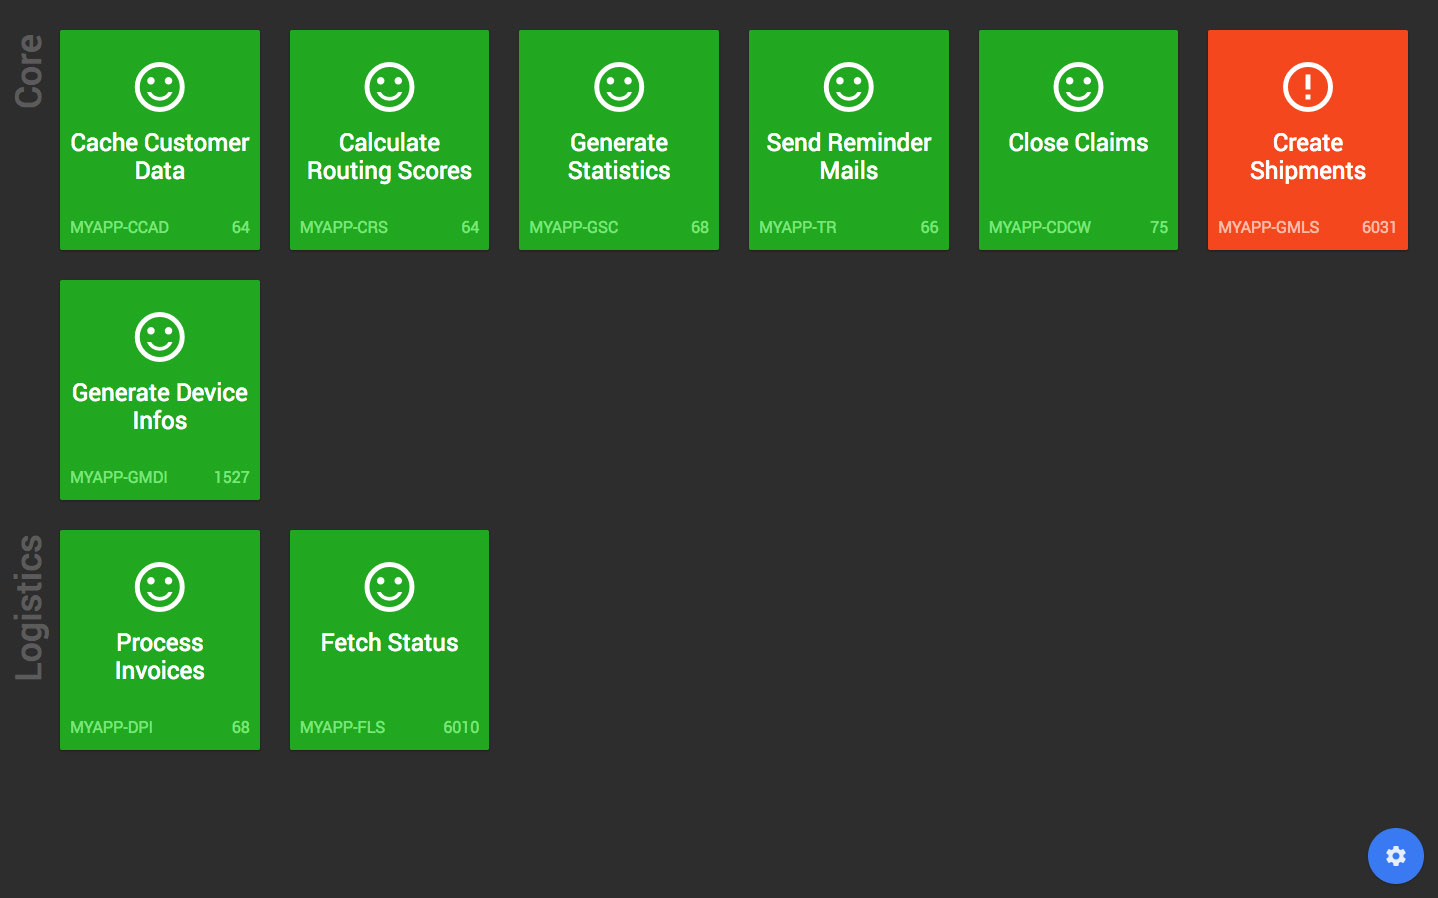 Core
Cache Customer
Data
MYAPP-CCAD 64
Calculate
Routing Scores
MYAPP-CRS 64
Generate
Statistics
MYAPP-GSC 68
Send Reminder
Mails
MYAPP-TR 66
Close Claims
MYAPP-CDCW 75
Create
Shipments
MYAPP-GMLS 6031
Generate Device
Infos
MYAPP-GMDI 1527
Logistics
Process
Invoices
MYAPP-DPI 68
Fetch Status
MYAPP-FLS 6010